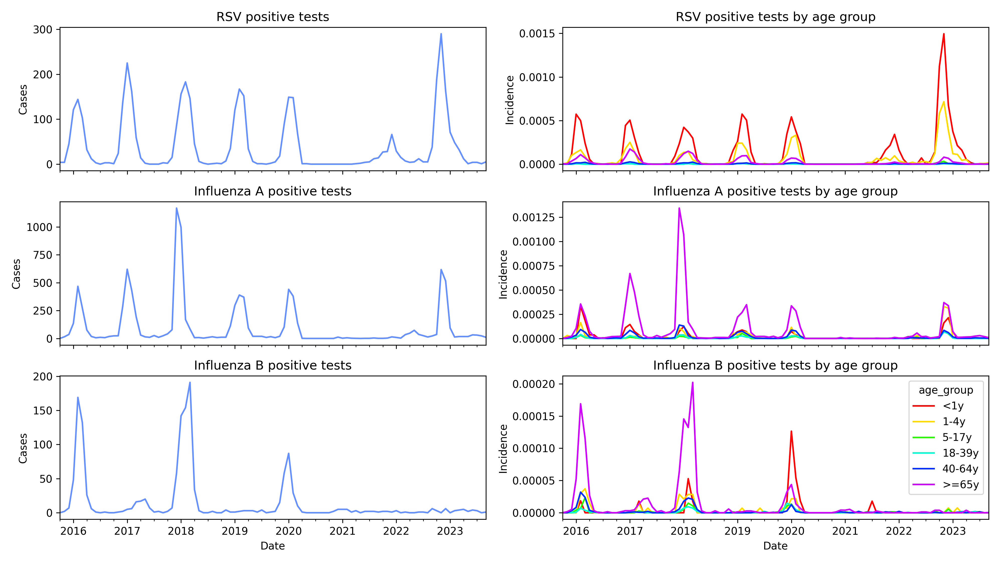 RSV positive tests
300
200
100
0
Cases
RSV positive tests by age group
0.0015
0.0010
0.0005
0.0000
Incidence
Influenza A positive tests
1000
750
500
250
0
Cases
Influenza A positive tests by age group
0.00125
0.00100
0.00075
0.00050
0.00025
0.00000
Incidence
Influenza B positive tests
200
150
100
50
0
Cases
2016 2017 2018 2019 2020 2021 2022 2023
Date
Influenza B positive tests by age group
0.00020
0.00015
0.00010
0.00005
0.00000
Incidence
age_group
<1y
1-4y
5-17y
18-39y
40-64y
>=65y
2016 2017 2018 2019 2020 2021 2022 2023
Date